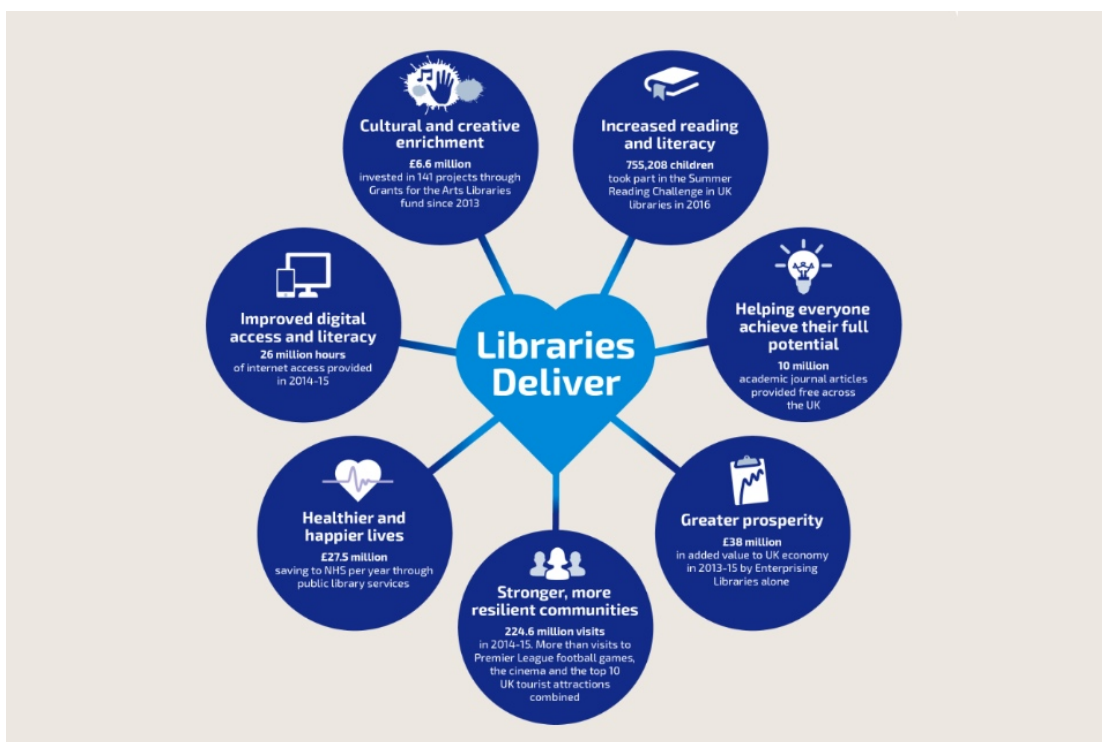 Libraries
Deliver
Cultural and creative
enrichment
£6.6 million
invested in 141 projects through
Grants for the Arts Libraries
fund since 2013
Increased reading
and literacy
755,208 children
took part in the Summer
Reading Challenge in UK
libraries in 2016
Helping everyone
achieve their full
potential
10 million
academic journal articles
provided free across
the UK
Greater prosperity
£38 million
in added value to UK economy
in 2013-15 by Enterprising
Libraries alone
Stronger, more
resilient communities
224.6 million visits
in 2014-15. More than visits to
Premier League football games,
the cinema and the top 10
UK tourist attractions
combined
Healthier and
happier lives
£27.5 million
saving to NHS per year through
public library services
Improved digital
access and literacy
26 million hours
of internet access provided
in 2014-15